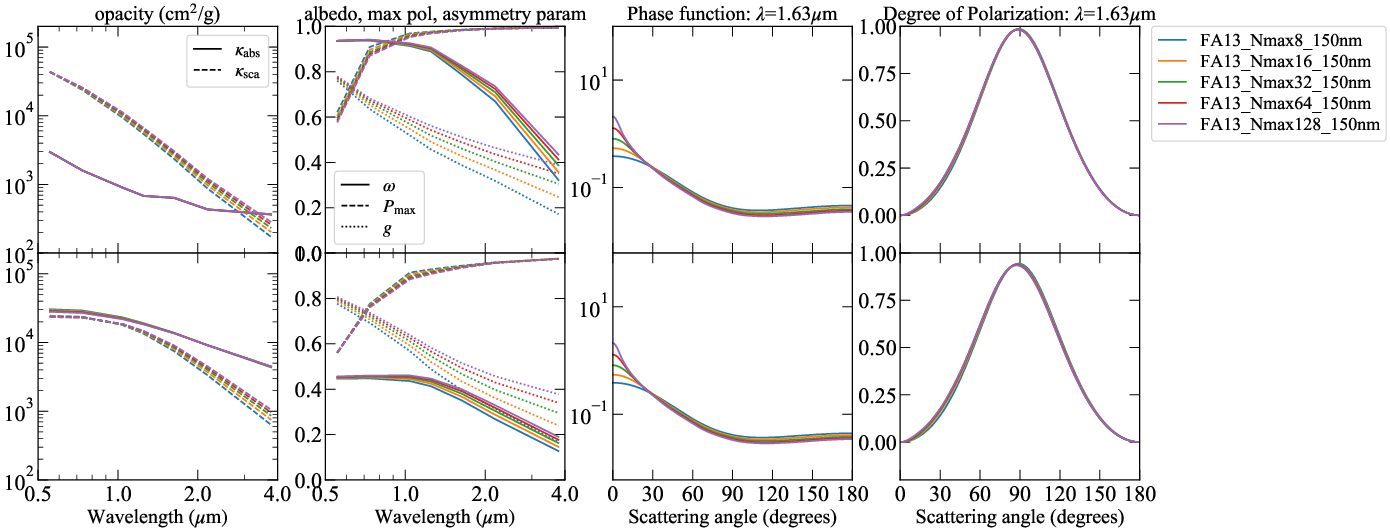 opacity (cm²/g)
albedo, max pol, asymmetry param
Phase function: λ=1.63μm
Degree of Polarization: λ=1.63μm
10⁵
10⁴
10³
10²
κabs
κsca
1.0
0.8
0.6
0.4
0.2
0.0
ω
Pmax
g
10¹
10⁻¹
1.00
0.75
0.50
0.25
0.00
FA13_Nmax8_150nm
FA13_Nmax16_150nm
FA13_Nmax32_150nm
FA13_Nmax64_150nm
FA13_Nmax128_150nm
10⁵
10⁴
10³
10²
0.5 1.0 2.0 4.0
Wavelength (μm)
1.0
0.8
0.6
0.4
0.2
0.0
0.5 1.0 2.0 4.0
Wavelength (μm)
10¹
10⁻¹
0 30 60 90 120 150 180
Scattering angle (degrees)
1.00
0.75
0.50
0.25
0.00
0 30 60 90 120 150 180
Scattering angle (degrees)